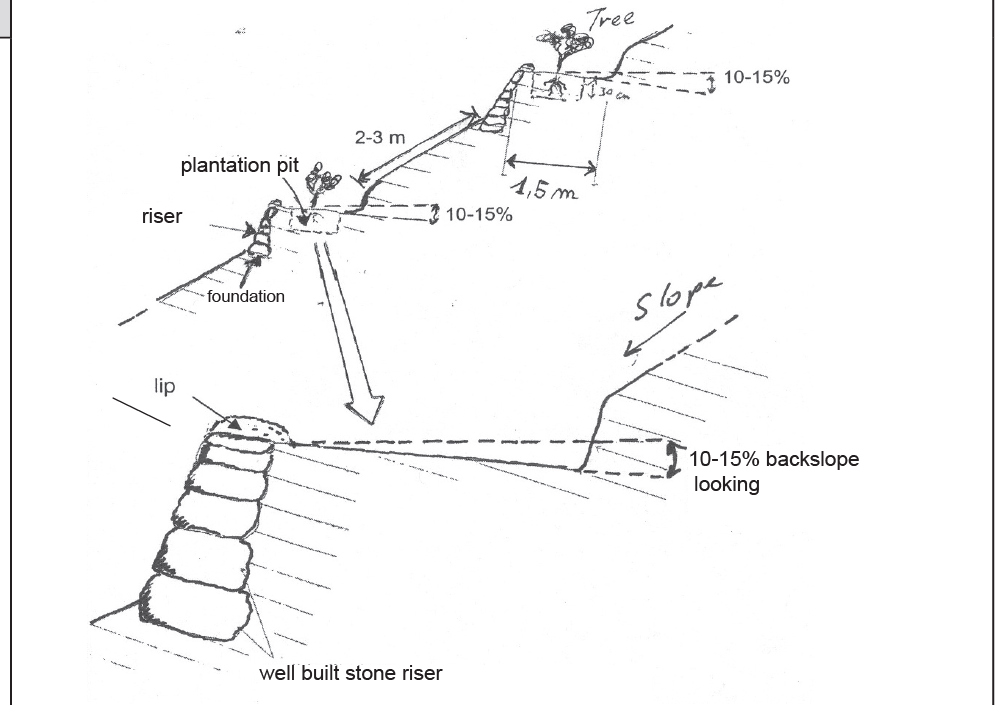 Tree
10-15%
30 cm
2-3 m
plantation pit
1,5 m
riser
10-15%
foundation
Slope
lip
10-15% backslope
looking
well built stone riser